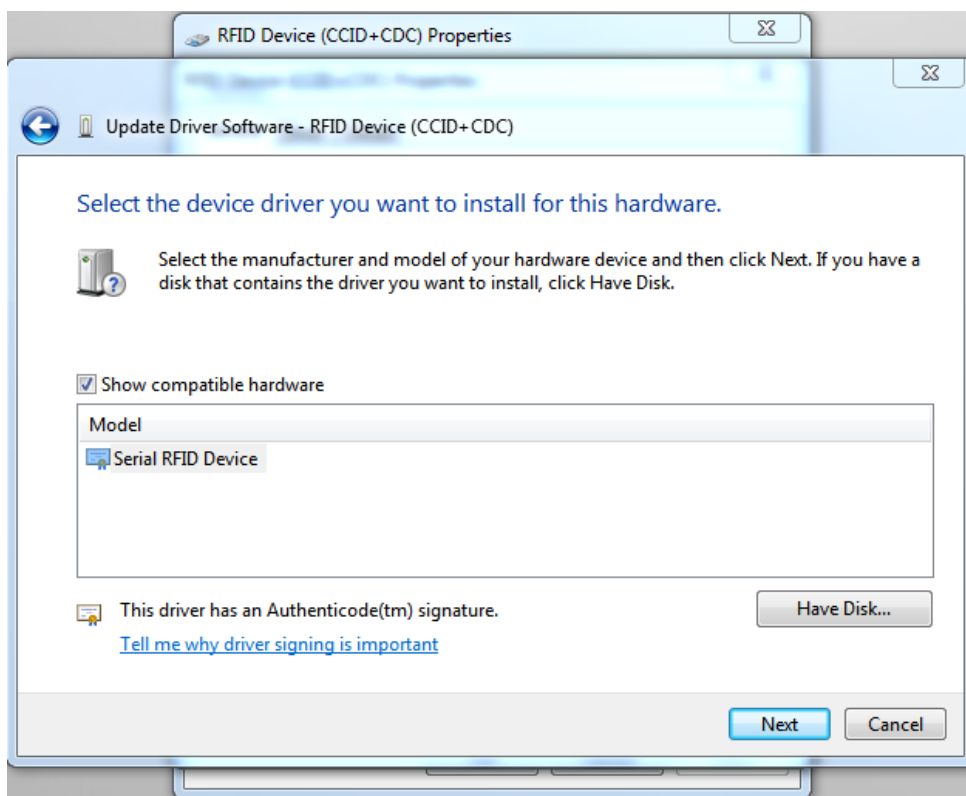 RFID Device (CCID+CDC) Properties
Update Driver Software - RFID Device (CCID+CDC)
Select the device driver you want to install for this hardware.
Select the manufacturer and model of your hardware device and then click Next. If you have a
disk that contains the driver you want to install, click Have Disk.
Show compatible hardware
Model
Serial RFID Device
This driver has an Authenticode(tm) signature.
Have Disk...
Tell me why driver signing is important
Next
Cancel